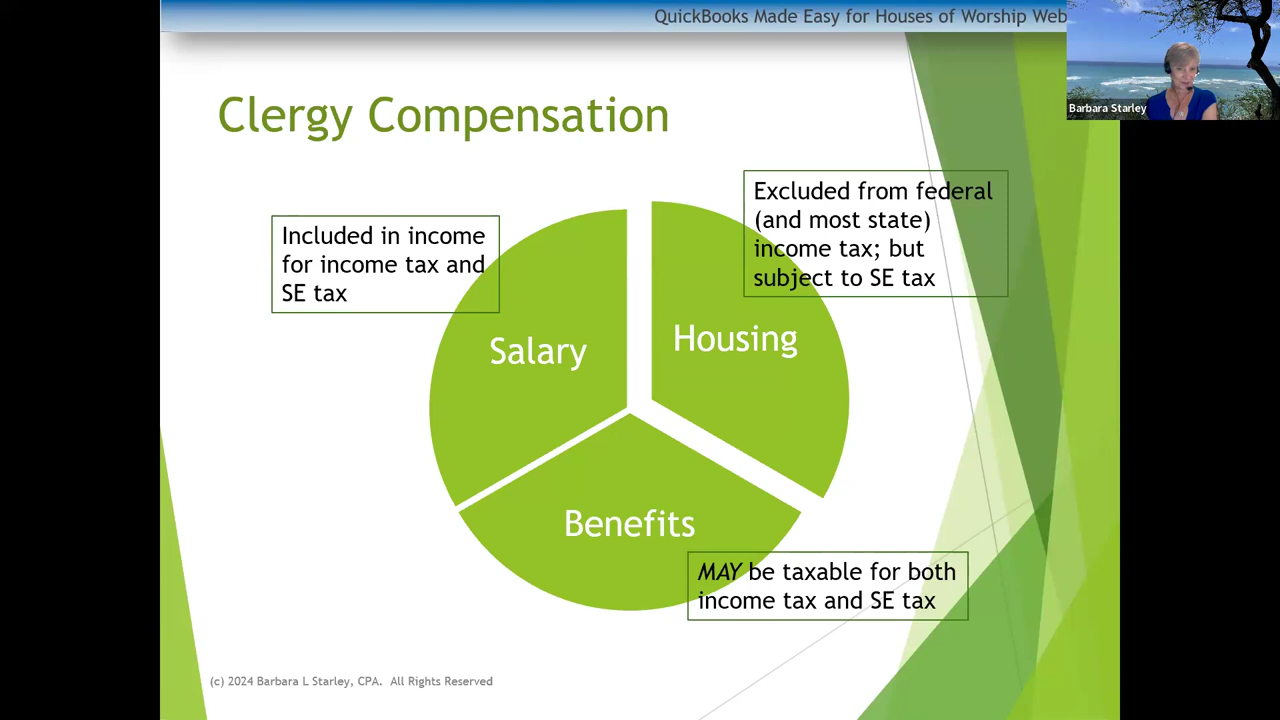 QuickBooks Made Easy for Houses of Worship Web
Barbara Starley
Clergy Compensation
Excluded from federal
(and most state)
income tax; but
subject to SE tax
Included in income
for income tax and
SE tax
Housing
Salary
Benefits
MAY be taxable for both
income tax and SE tax
(c) 2024 Barbara L Starley, CPA. All Rights Reserved